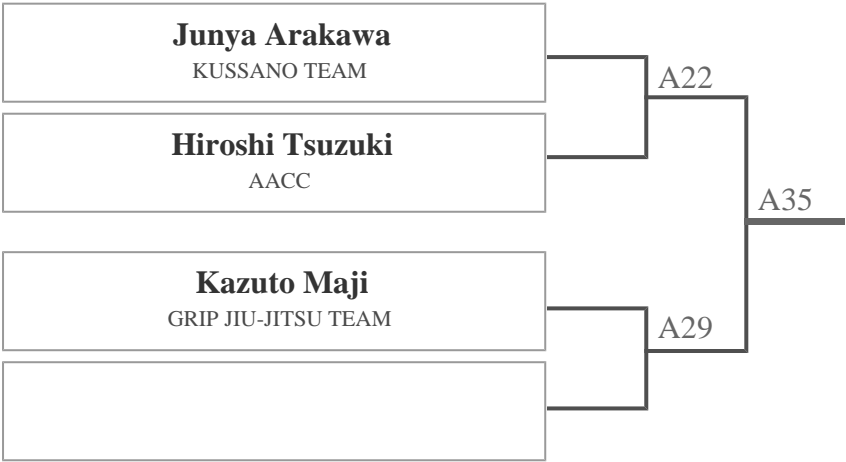 Junya Arakawa
KUSSANO TEAM
A22
Hiroshi Tsuzuki
AACC
A35
Kazuto Maji
GRIP JIU-JITSU TEAM
A29